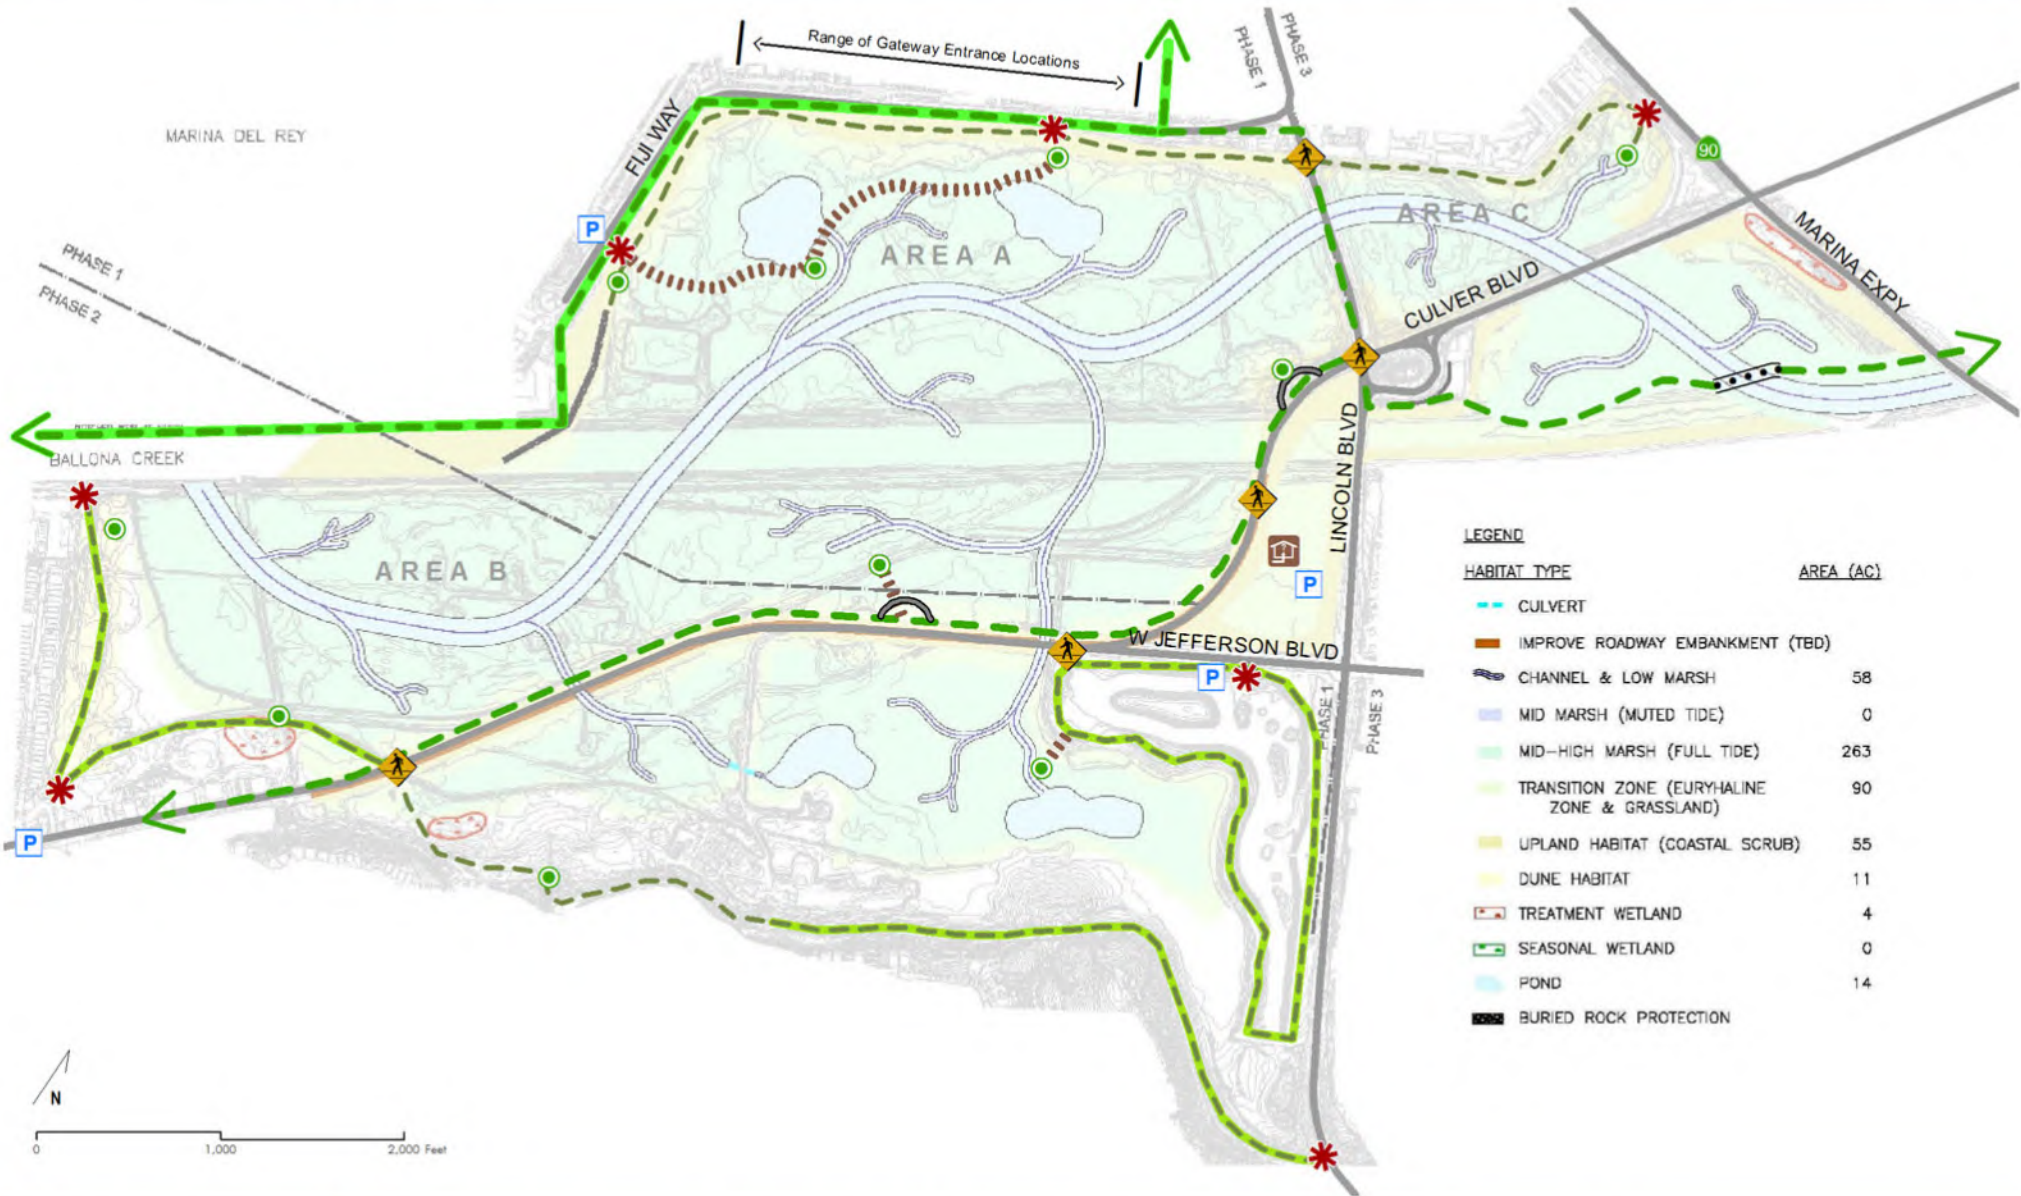 Range of Gateway Entrance Locations
PHASE 1
PHASE 3
MARINA DEL REY
FIJI WAY
90
P
AREA C
AREA A
MARINA EXPY
PHASE 1
PHASE 2
CULVER BLVD
BALLONA CREEK
LINCOLN BLVD
AREA B
P
W JEFFERSON BLVD
P
PHASE 1
PHASE 3
P
LEGEND
HABITAT TYPE AREA (AC)
CULVERT
IMPROVE ROADWAY EMBANKMENT (TBD)
CHANNEL & LOW MARSH 58
MID MARSH (MUTED TIDE) 0
MID-HIGH MARSH (FULL TIDE) 263
TRANSITION ZONE (EURYHALINE 90
ZONE & GRASSLAND)
UPLAND HABITAT (COASTAL SCRUB) 55
DUNE HABITAT 11
TREATMENT WETLAND 4
SEASONAL WETLAND 0
POND 14
BURIED ROCK PROTECTION
N
0 1,000 2,000 Feet